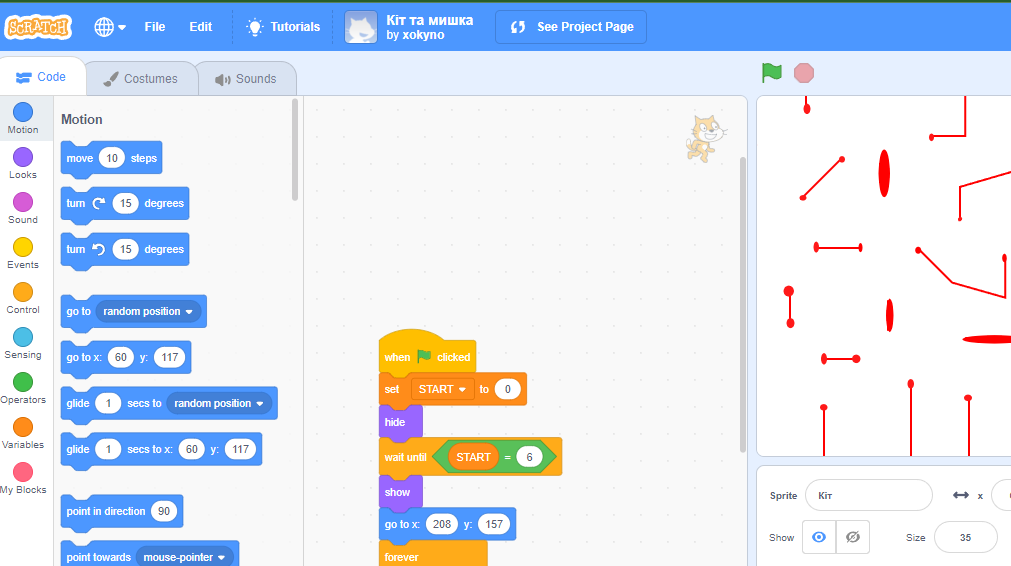 SCRATCH
File
Edit
Tutorials
Кіт та мишка
by xokyno
See Project Page
Code
Costumes
Sounds
Motion
Looks
Sound
Events
Control
Sensing
Operators
Variables
My Blocks
Motion
move 10 steps
turn 15 degrees
turn 15 degrees
go to random position
go to x: 60 y: 117
glide 1 secs to random position
glide 1 secs to x: 60 y: 117
point in direction 90
point towards mouse-pointer
when clicked
set START to 0
hide
wait until START = 6
show
go to x: 208 y: 157
forever
Sprite Кіт x
Show Size 35